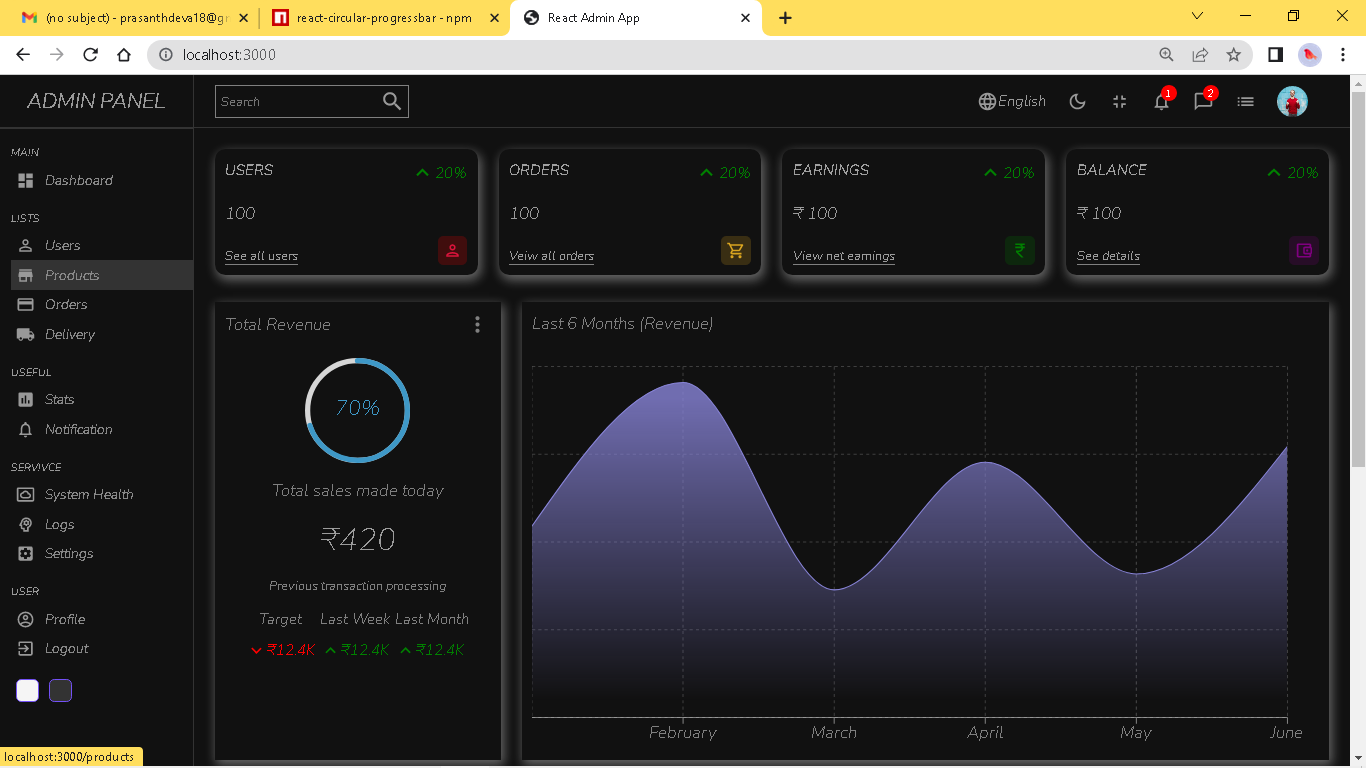 (no subject) - prasanthdeva18@g
react-circular-progressbar - npm
React Admin App
localhost:3000
ADMIN PANEL
Search
English
1
2
MAIN
Dashboard
LISTS
Users
Products
Orders
Delivery
USEFUL
Stats
Notification
SERVIVCE
System Health
Logs
Settings
USER
Profile
Logout
USERS 20%
100
See all users
ORDERS 20%
100
Veiw all orders
EARNINGS 20%
₹ 100
View net earnings
BALANCE 20%
₹ 100
See details
Total Revenue
70%
Total sales made today
₹420
Previous transaction processing
Target Last Week Last Month
₹12.4K ₹12.4K ₹12.4K
Last 6 Months (Revenue)
February March April May June
localhost:3000/products